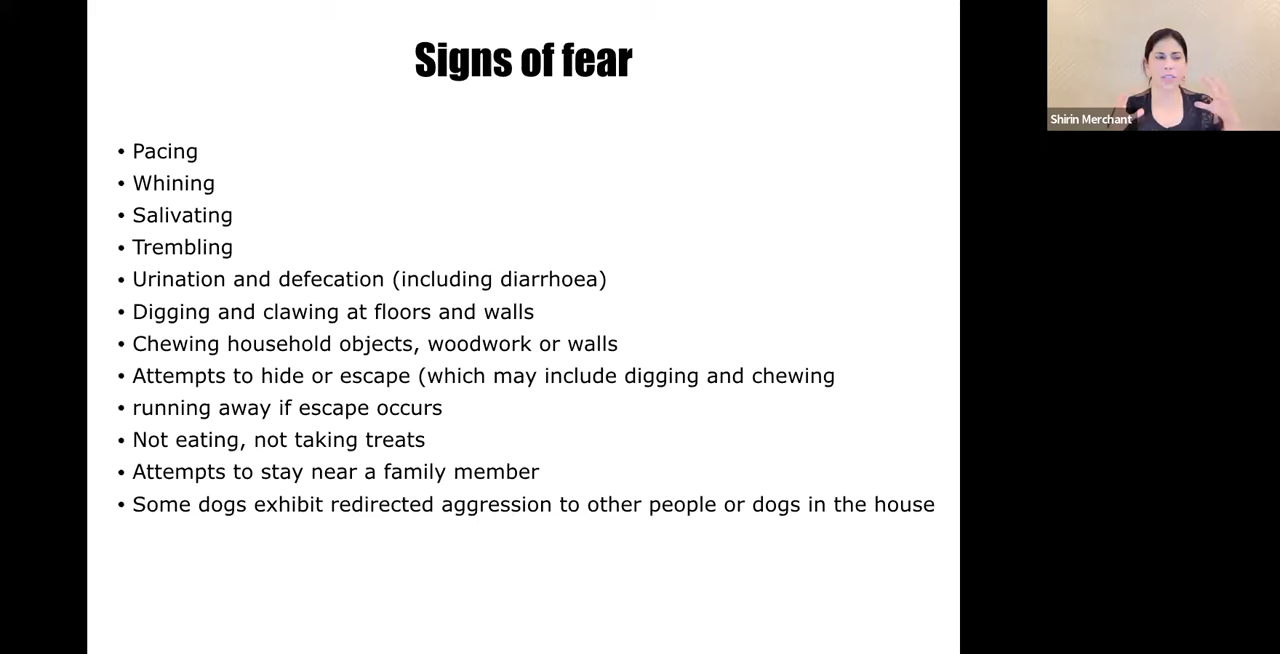 Signs of fear
Shirin Merchant
• Pacing
• Whining
• Salivating
• Trembling
• Urination and defecation (including diarrhoea)
• Digging and clawing at floors and walls
• Chewing household objects, woodwork or walls
• Attempts to hide or escape (which may include digging and chewing
• running away if escape occurs
• Not eating, not taking treats
• Attempts to stay near a family member
• Some dogs exhibit redirected aggression to other people or dogs in the house